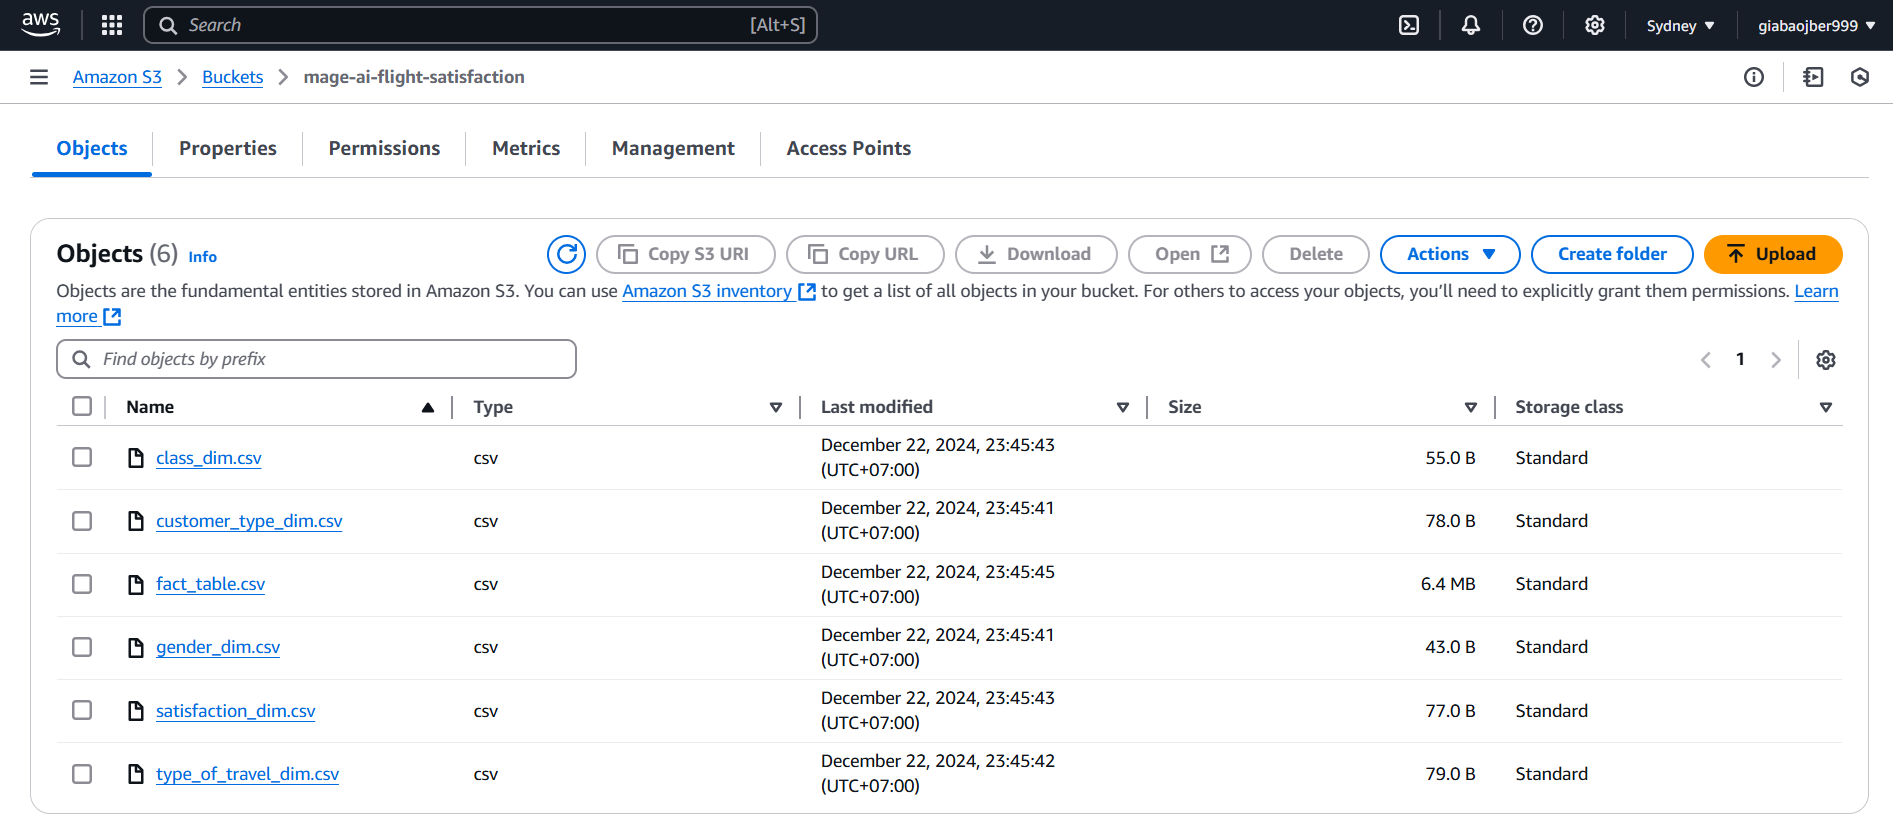 aws Search [Alt+S] Sydney giabaojber999
Amazon S3 Buckets mage-ai-flight-satisfaction
Objects Properties Permissions Metrics Management Access Points
Objects (6) Info Copy S3 URI Copy URL Download Open Delete Actions Create folder Upload
Objects are the fundamental entities stored in Amazon S3. You can use Amazon S3 inventory to get a list of all objects in your bucket. For others to access your objects, you’ll need to explicitly grant them permissions. Learn
more
Find objects by prefix 1
Name Type Last modified Size Storage class
class_dim.csv csv December 22, 2024, 23:45:43 (UTC+07:00) 55.0 B Standard
customer_type_dim.csv csv December 22, 2024, 23:45:41 (UTC+07:00) 78.0 B Standard
fact_table.csv csv December 22, 2024, 23:45:45 (UTC+07:00) 6.4 MB Standard
gender_dim.csv csv December 22, 2024, 23:45:41 (UTC+07:00) 43.0 B Standard
satisfaction_dim.csv csv December 22, 2024, 23:45:43 (UTC+07:00) 77.0 B Standard
type_of_travel_dim.csv csv December 22, 2024, 23:45:42 (UTC+07:00) 79.0 B Standard